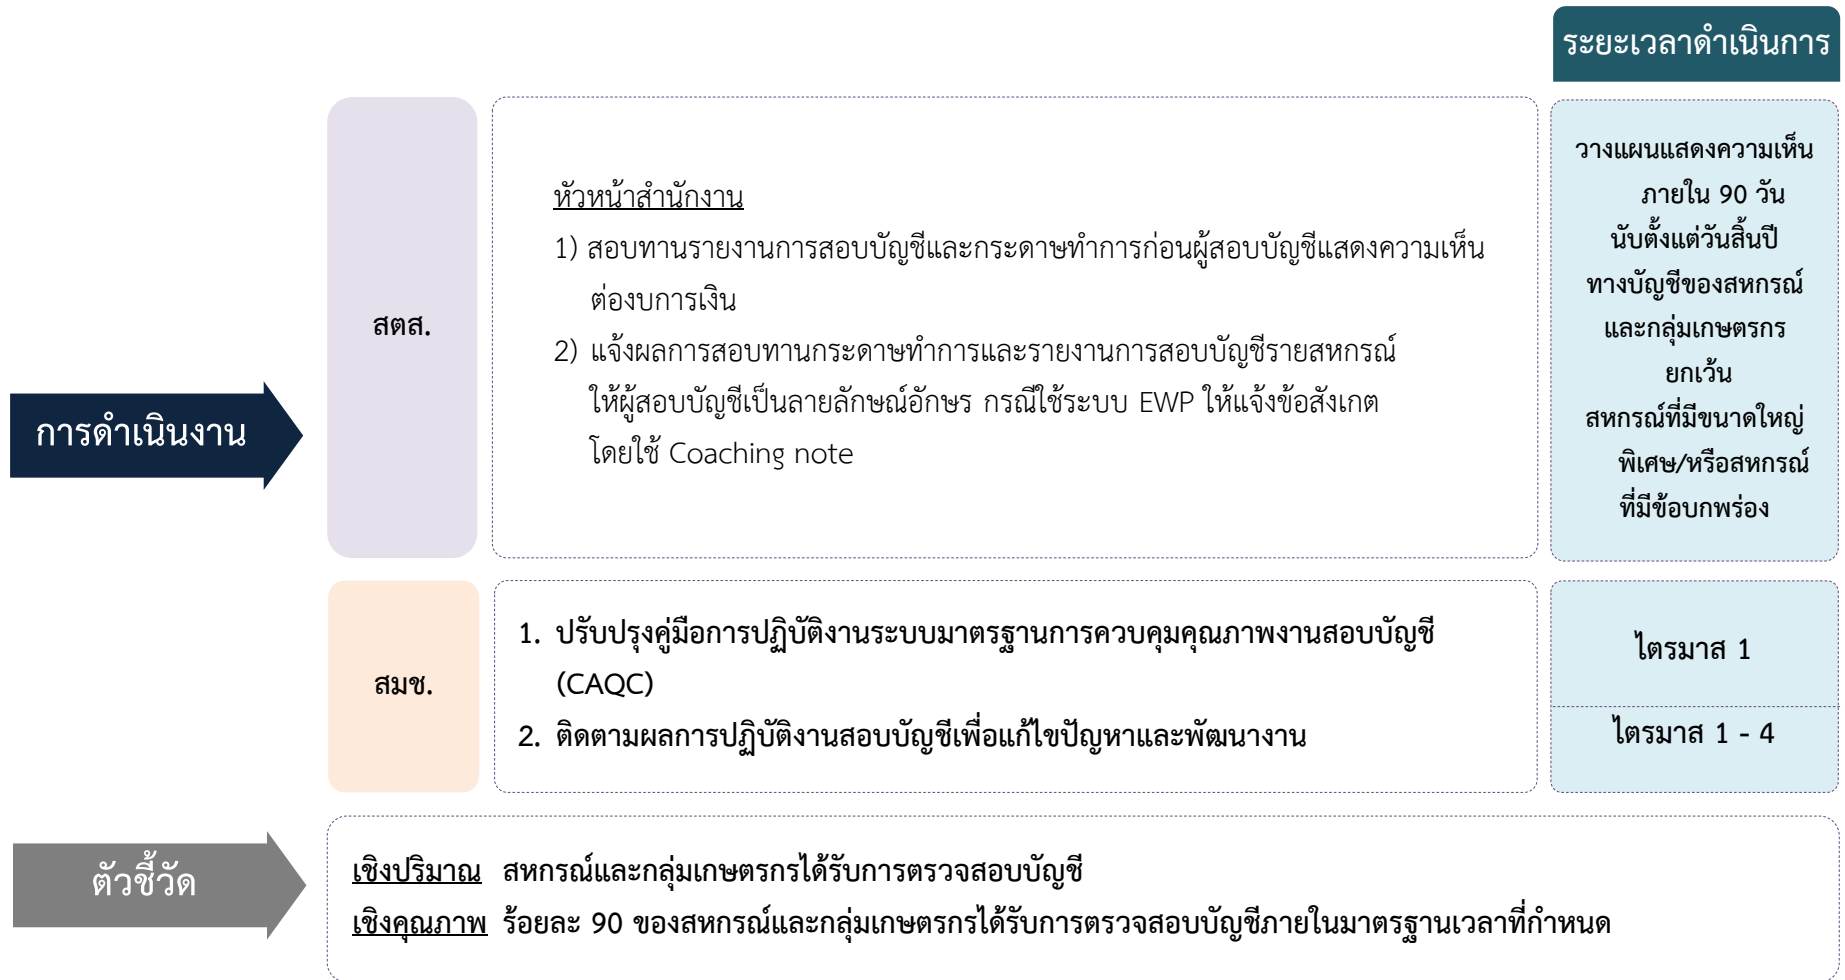 ระยะเวลาดำเนินการ
การดำเนินงาน
สตส.
หัวหน้าสำนักงาน
1) สอบทานรายงานการสอบบัญชีและกระดาษทำการก่อนผู้สอบบัญชีแสดงความเห็น
ต่องบการเงิน
2) แจ้งผลการสอบทานกระดาษทำการและรายงานการสอบบัญชีรายสหกรณ์
ให้ผู้สอบบัญชีเป็นลายลักษณ์อักษร กรณีใช้ระบบ EWP ให้แจ้งข้อสังเกต
โดยใช้ Coaching note
วางแผนแสดงความเห็น
ภายใน 90 วัน
นับตั้งแต่วันสิ้นปี
ทางบัญชีของสหกรณ์
และกลุ่มเกษตรกร
ยกเว้น
สหกรณ์ที่มีขนาดใหญ่
พิเศษ/หรือสหกรณ์
ที่มีข้อบกพร่อง
สมช.
1. ปรับปรุงคู่มือการปฏิบัติงานระบบมาตรฐานการควบคุมคุณภาพงานสอบบัญชี
(CAQC)
2. ติดตามผลการปฏิบัติงานสอบบัญชีเพื่อแก้ไขปัญหาและพัฒนางาน
ไตรมาส 1
ไตรมาส 1 - 4
ตัวชี้วัด
เชิงปริมาณ สหกรณ์และกลุ่มเกษตรกรได้รับการตรวจสอบบัญชี
เชิงคุณภาพ ร้อยละ 90 ของสหกรณ์และกลุ่มเกษตรกรได้รับการตรวจสอบบัญชีภายในมาตรฐานเวลาที่กำหนด